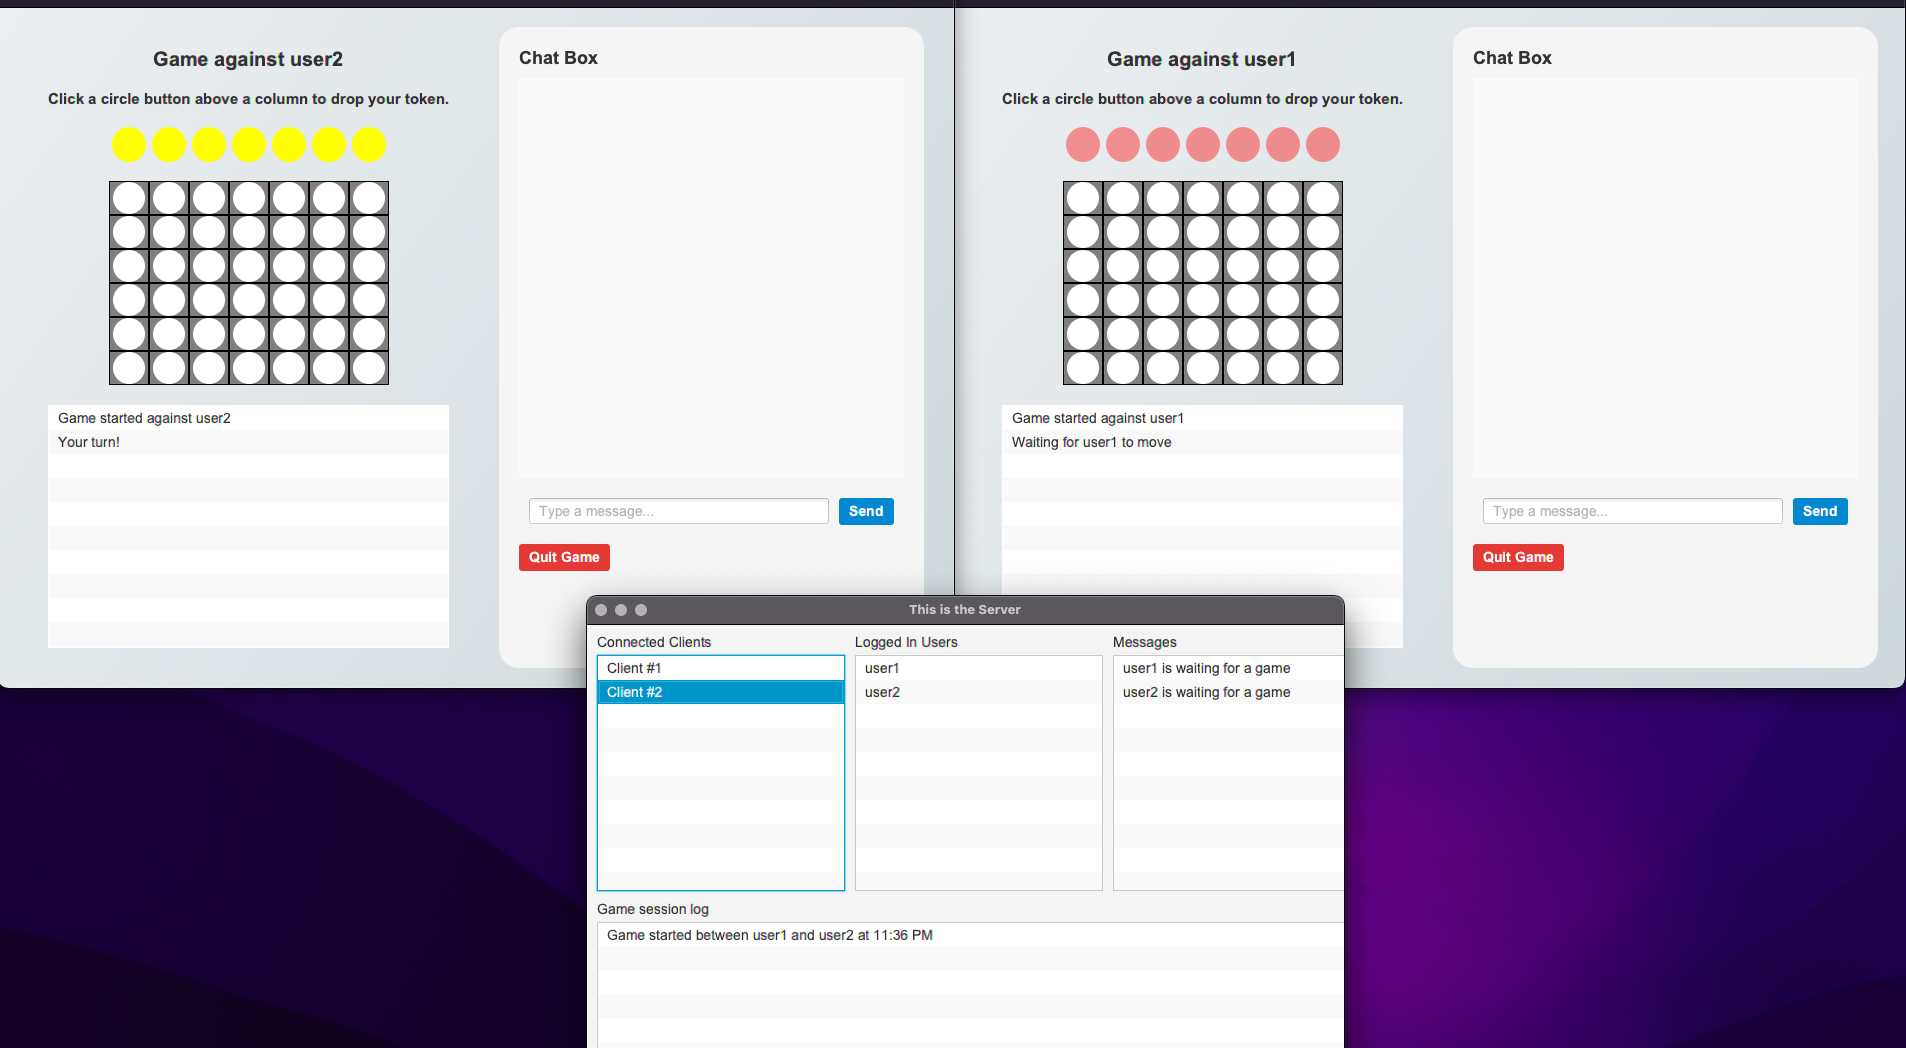 Game against user2
Click a circle button above a column to drop your token.
Game started against user2
Your turn!
Chat Box
Type a message...
Send
Quit Game
Game against user1
Click a circle button above a column to drop your token.
Game started against user1
Waiting for user1 to move
Chat Box
Type a message...
Send
Quit Game
This is the Server
Connected Clients
Client #1
Client #2
Logged In Users
user1
user2
Messages
user1 is waiting for a game
user2 is waiting for a game
Game session log
Game started between user1 and user2 at 11:36 PM